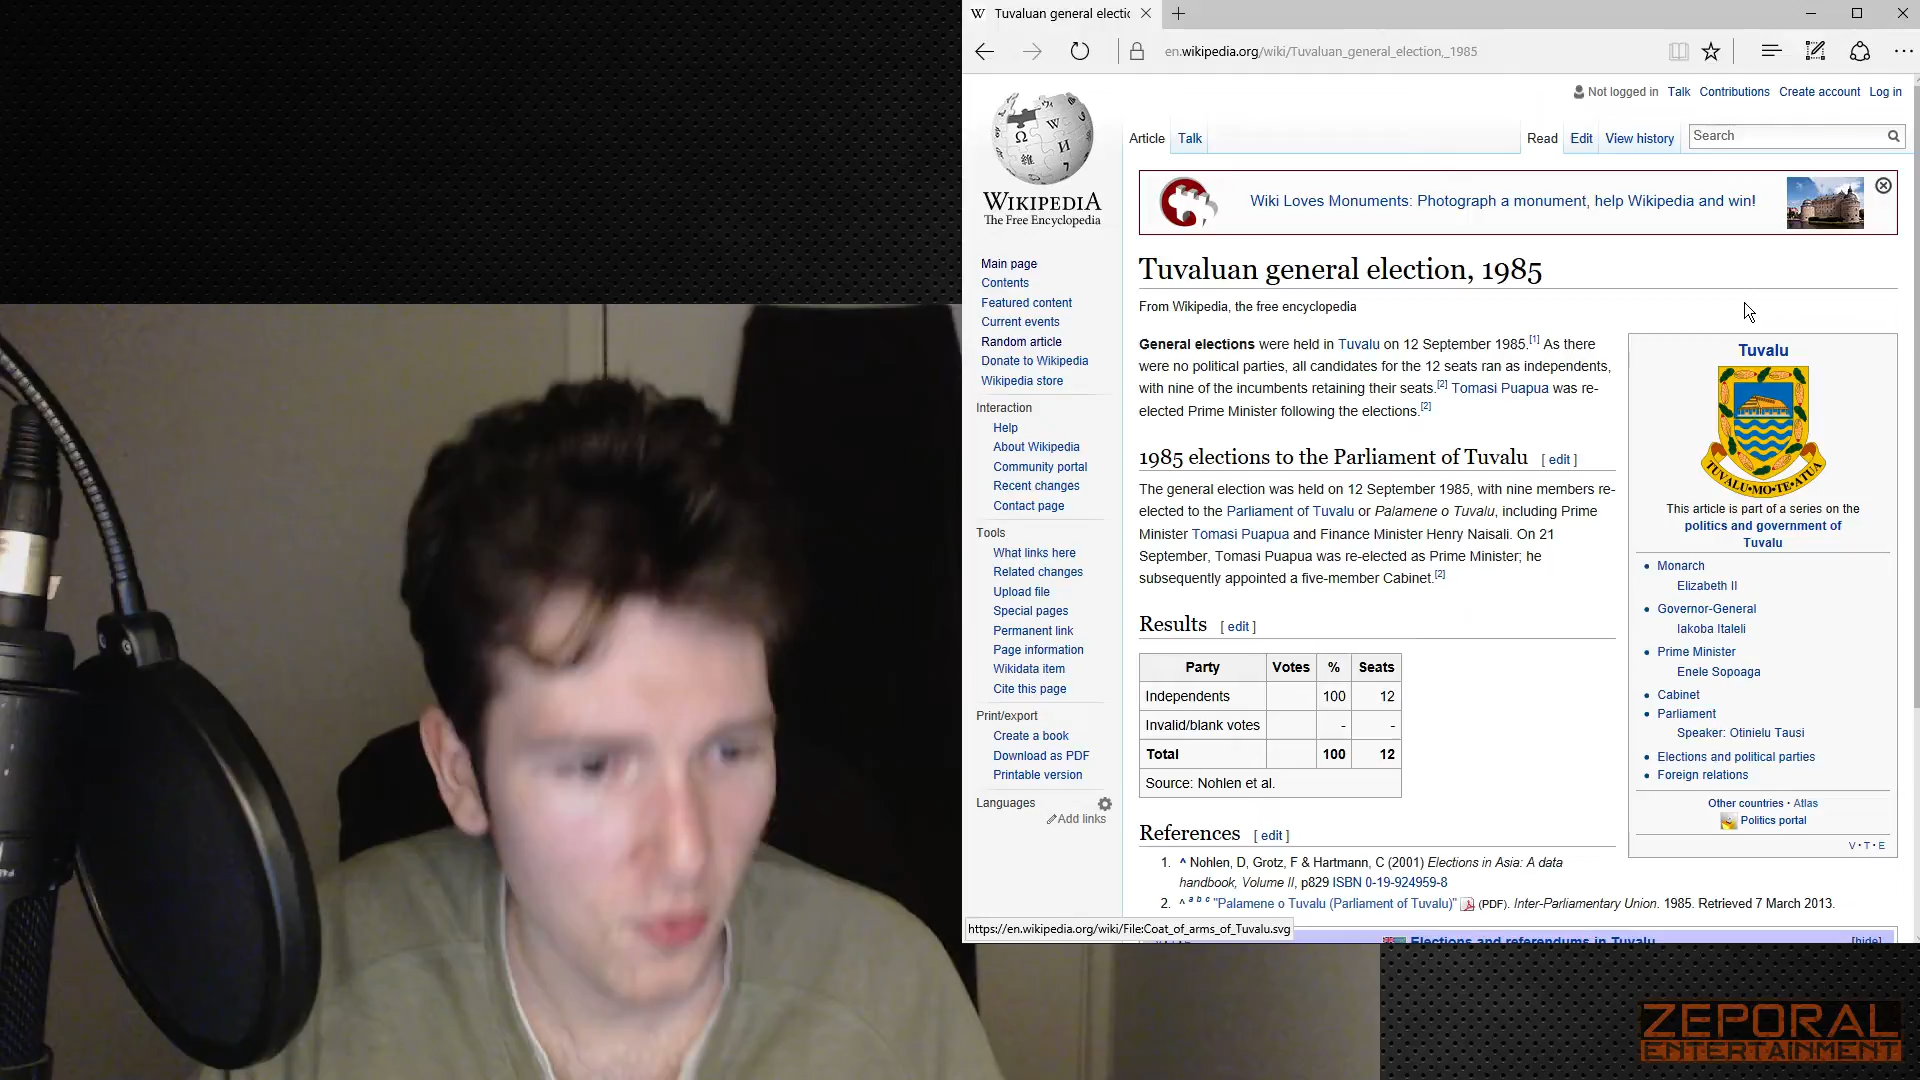 Tuvaluan general electic
en.wikipedia.org/wiki/Tuvaluan_general_election,_1985
Not logged in Talk Contributions Create account Log in
Article Talk Read Edit View history Search
WIKIPEDIA
The Free Encyclopedia
Wiki Loves Monuments: Photograph a monument, help Wikipedia and win!
Main page
Contents
Featured content
Current events
Random article
Donate to Wikipedia
Wikipedia store
Interaction
Help
About Wikipedia
Community portal
Recent changes
Contact page
Tools
What links here
Related changes
Upload file
Special pages
Permanent link
Page information
Wikidata item
Cite this page
Print/export
Create a book
Download as PDF
Printable version
Languages
Add links
Tuvaluan general election, 1985
From Wikipedia, the free encyclopedia
General elections were held in Tuvalu on 12 September 1985.[1] As there
were no political parties, all candidates for the 12 seats ran as independents,
with nine of the incumbents retaining their seats.[2] Tomasi Puapua was re-
elected Prime Minister following the elections.[2]
1985 elections to the Parliament of Tuvalu [ edit ]
The general election was held on 12 September 1985, with nine members re-
elected to the Parliament of Tuvalu or Palamene o Tuvalu, including Prime
Minister Tomasi Puapua and Finance Minister Henry Naisali. On 21
September, Tomasi Puapua was re-elected as Prime Minister; he
subsequently appointed a five-member Cabinet.[2]
Results [ edit ]
Party Votes % Seats
Independents 100 12
Invalid/blank votes - -
Total 100 12
Source: Nohlen et al.
References [ edit ]
1. ^ Nohlen, D, Grotz, F & Hartmann, C (2001) Elections in Asia: A data
handbook, Volume II, p829 ISBN 0-19-924959-8
2. ^ a b c "Palamene o Tuvalu (Parliament of Tuvalu)" (PDF). Inter-Parliamentary Union. 1985. Retrieved 7 March 2013.
Tuvalu
TUVALU•MO•TE•ATUA
This article is part of a series on the
politics and government of
Tuvalu
• Monarch
Elizabeth II
• Governor-General
Iakoba Italeli
• Prime Minister
Enele Sopoaga
• Cabinet
• Parliament
Speaker: Otinielu Tausi
• Elections and political parties
• Foreign relations
Other countries · Atlas
Politics portal
V · T · E
https://en.wikipedia.org/wiki/File:Coat_of_arms_of_Tuvalu.svg
Elections and referendums in Tuvalu [hide]
ZEPORAL
ENTERTAINMENT